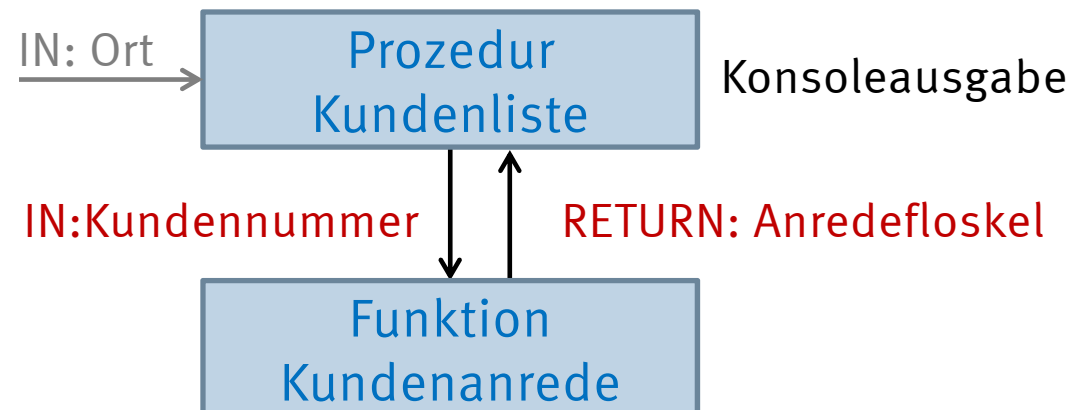 IN: Ort
Prozedur
Kundenliste
Konsoleausgabe
IN:Kundennummer
RETURN: Anredefloskel
Funktion
Kundenanrede